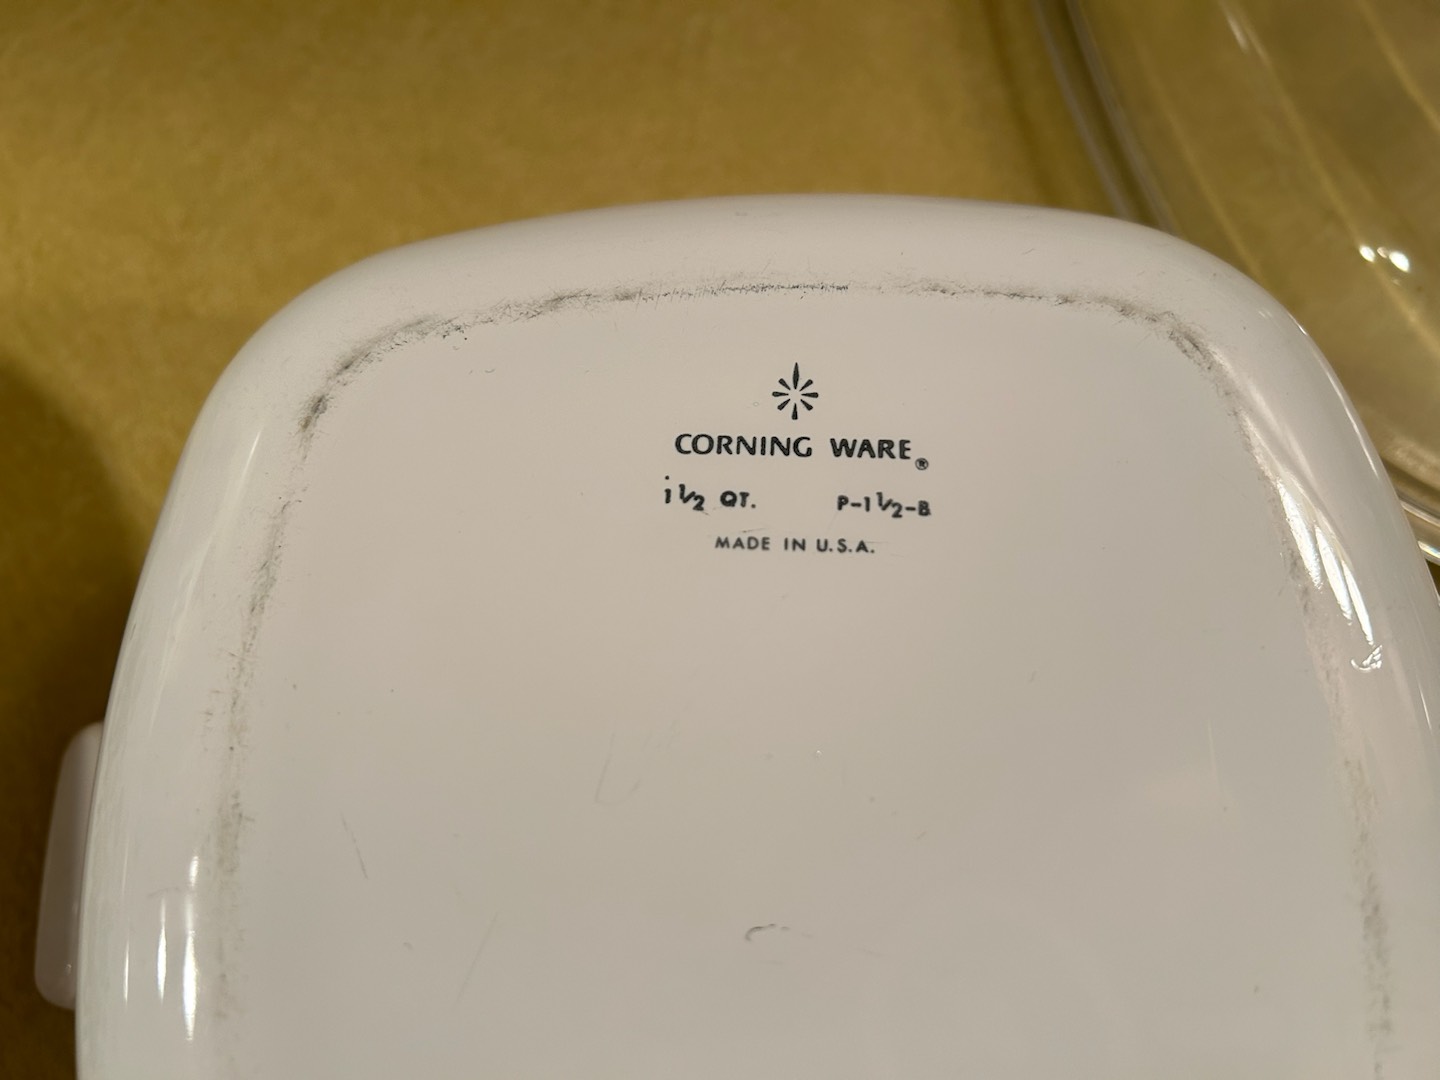 CORNING WARE®
1½ QT. P-1½-B
MADE IN U.S.A.